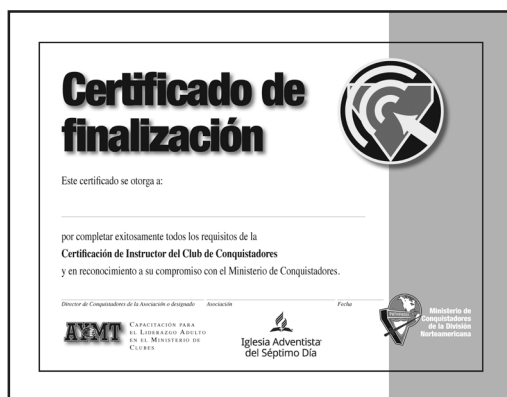 Certificado de
finalización
Este certificado se otorga a:
por completar exitosamente todos los requisitos de la
Certificación de Instructor del Club de Conquistadores
y en reconocimiento a su compromiso con el Ministerio de Conquistadores.
Director de Conquistadores de la Asociación o designado Asociación Fecha
AYMT
Capacitación para
el Liderazgo Adulto
en el Ministerio de
Clubes
Iglesia Adventista
del Séptimo Día
Ministerio de
Conquistadores
de la División
Norteamericana